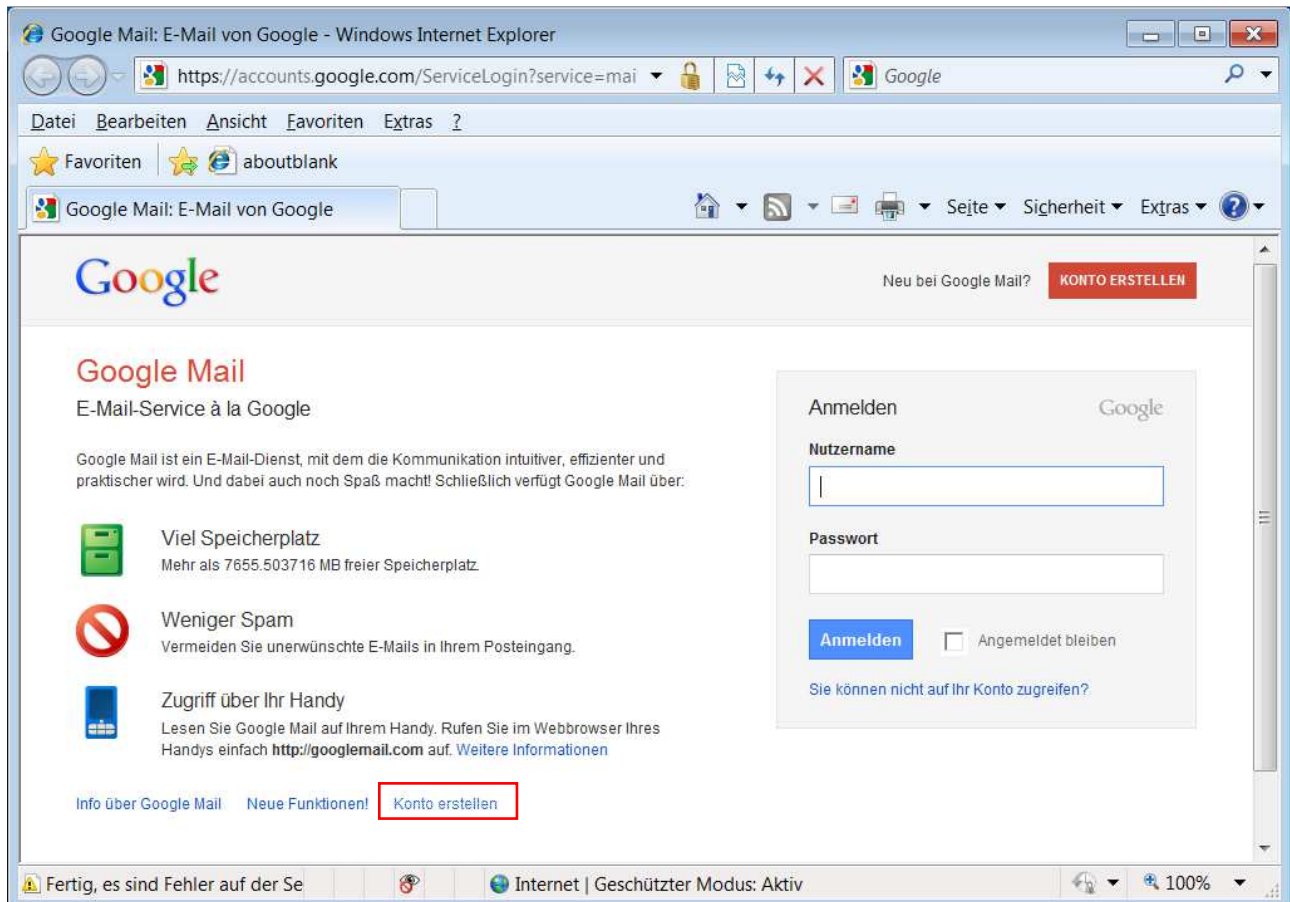 Google Mail: E-Mail von Google - Windows Internet Explorer
https://accounts.google.com/ServiceLogin?service=mai
Google
Datei Bearbeiten Ansicht Favoriten Extras ?
Favoriten aboutblank
Google Mail: E-Mail von Google
Seite Sicherheit Extras
Google
Neu bei Google Mail? KONTO ERSTELLEN
Google Mail
E-Mail-Service à la Google
Google Mail ist ein E-Mail-Dienst, mit dem die Kommunikation intuitiver, effizienter und
praktischer wird. Und dabei auch noch Spaß macht! Schließlich verfügt Google Mail über:
Viel Speicherplatz
Mehr als 7655.503716 MB freier Speicherplatz.
Weniger Spam
Vermeiden Sie unerwünschte E-Mails in Ihrem Posteingang.
Zugriff über Ihr Handy
Lesen Sie Google Mail auf Ihrem Handy. Rufen Sie im Webbrowser Ihres
Handys einfach http://googlemail.com auf. Weitere Informationen
Info über Google Mail Neue Funktionen! Konto erstellen
Anmelden Google
Nutzername
Passwort
Anmelden Angemeldet bleiben
Sie können nicht auf Ihr Konto zugreifen?
Fertig, es sind Fehler auf der Se
Internet | Geschützter Modus: Aktiv
100%